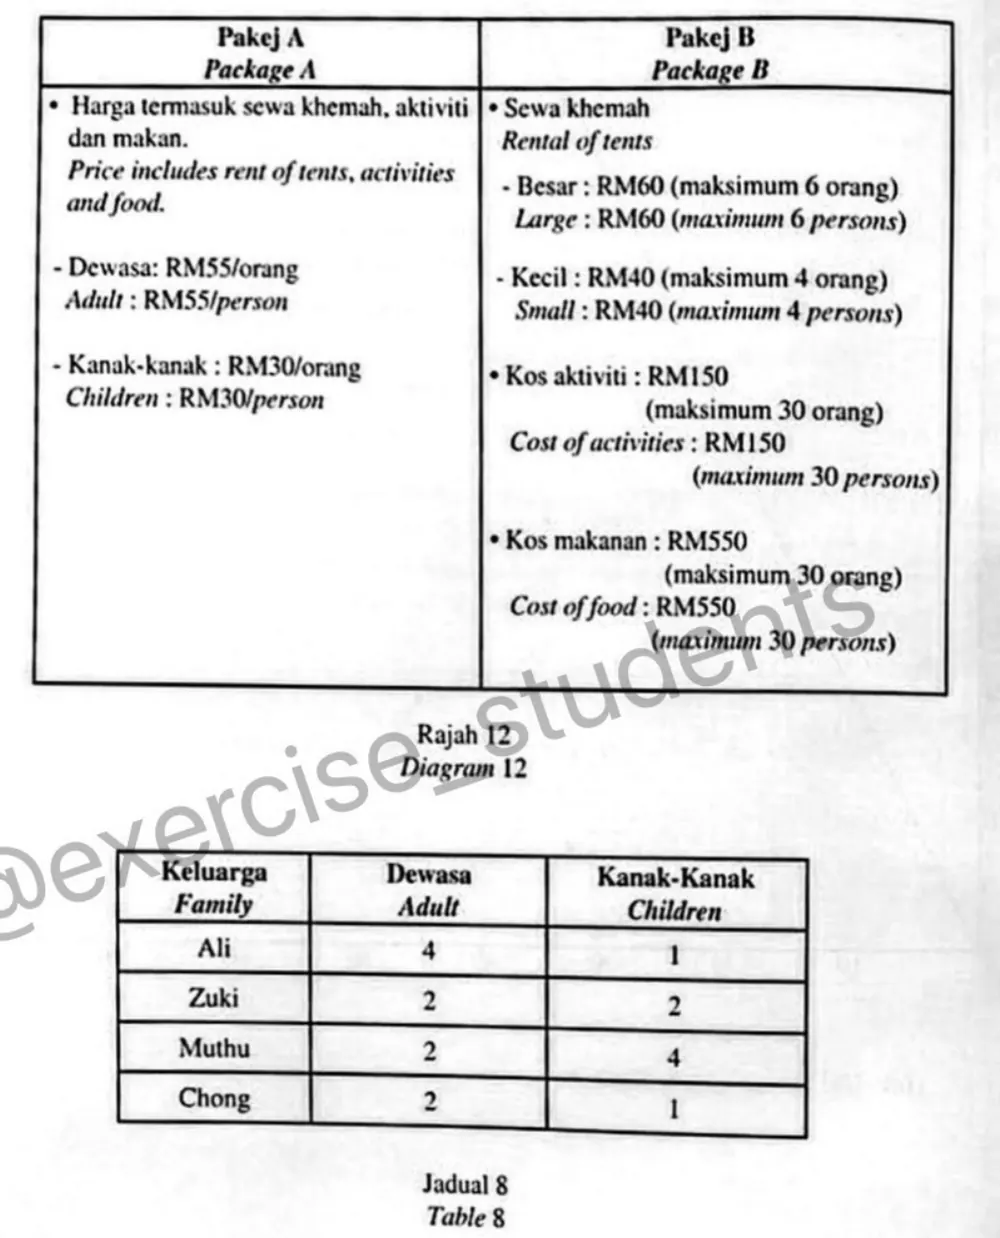 Pakej A
Package A
• Harga termasuk sewa khemah, aktiviti
dan makan.
Price includes rent of tents, activities
and food.
- Dewasa: RM55/orang
Adult : RM55/person
- Kanak-kanak : RM30/orang
Children : RM30/person
Pakej B
Package B
• Sewa khemah
Rental of tents
- Besar : RM60 (maksimum 6 orang)
Large : RM60 (maximum 6 persons)
- Kecil : RM40 (maksimum 4 orang)
Small : RM40 (maximum 4 persons)
• Kos aktiviti : RM150
(maksimum 30 orang)
Cost of activities : RM150
(maximum 30 persons)
• Kos makanan : RM550
(maksimum 30 orang)
Cost of food : RM550
(maximum 30 persons)
Rajah 12
Diagram 12
@exercise_students
Keluarga Dewasa Kanak-Kanak
Family Adult Children
Ali 4 1
Zuki 2 2
Muthu 2 4
Chong 2 1
Jadual 8
Table 8